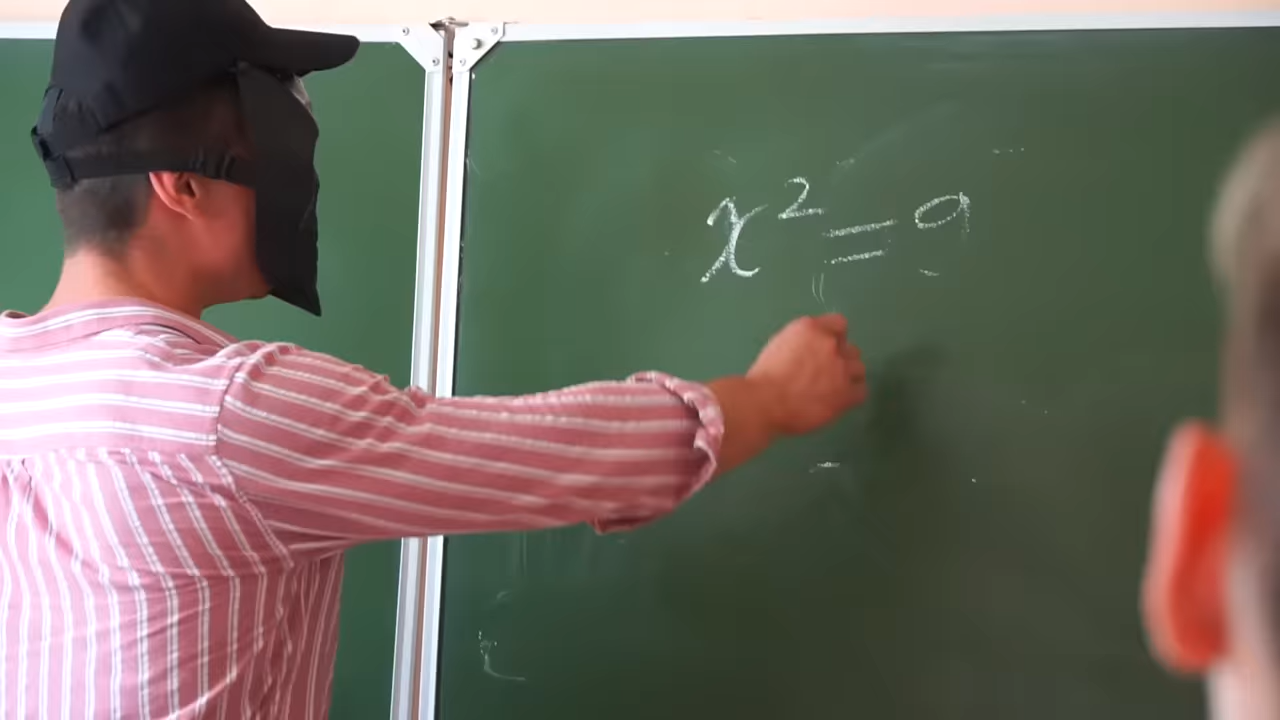 x² = 9